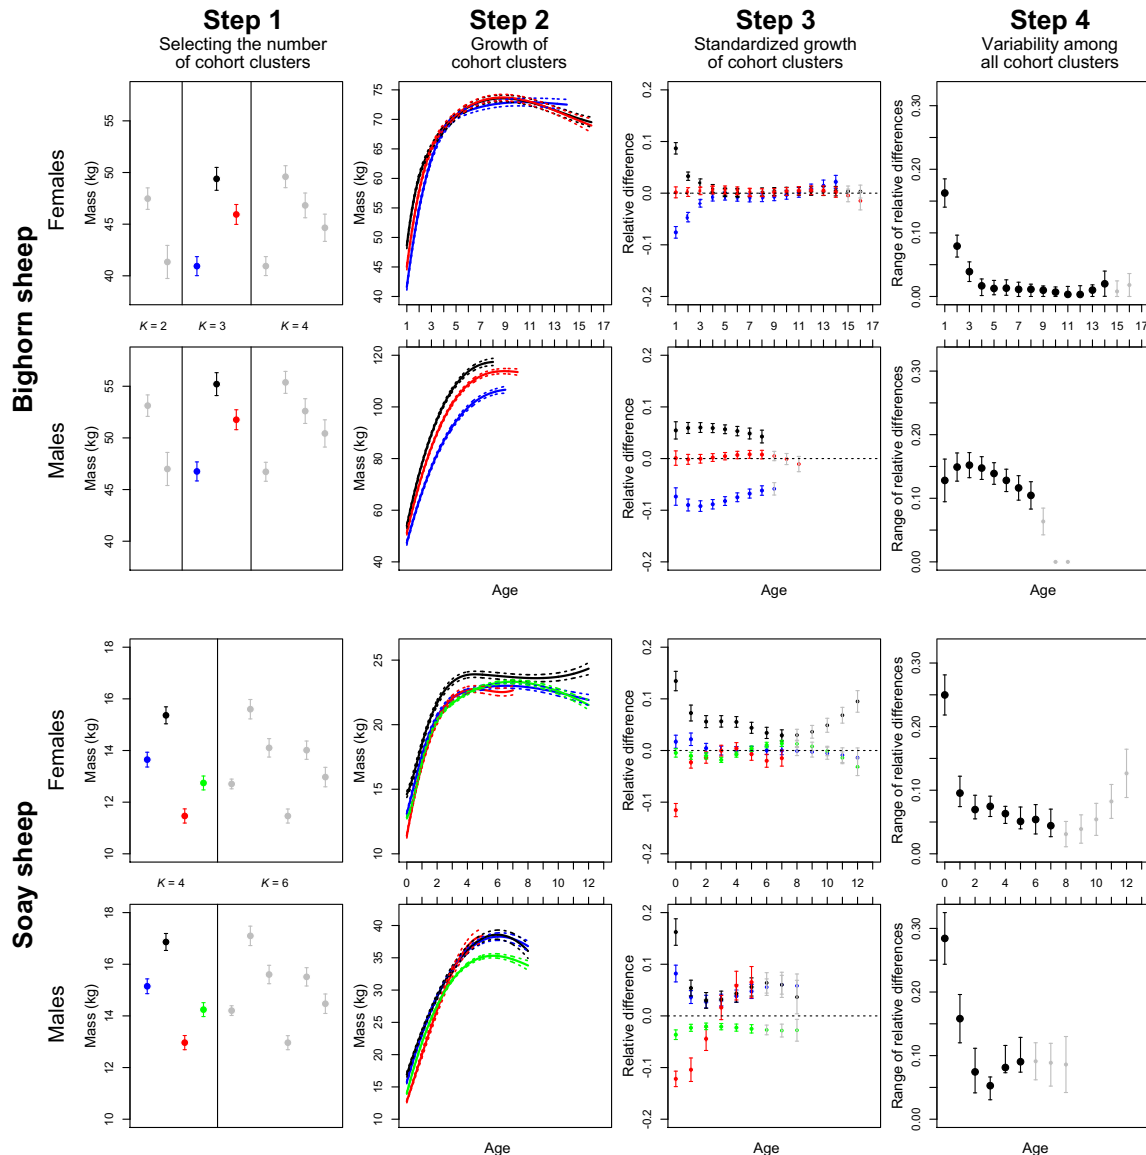 Step 1
Selecting the number
of cohort clusters
Step 2
Growth of
cohort clusters
Step 3
Standardized growth
of cohort clusters
Step 4
Variability among
all cohort clusters
Bighorn sheep
Females
Mass (kg)
55
50
45
40
K = 2 K = 3 K = 4
Mass (kg)
75
70
65
60
55
50
45
40
1 3 5 7 9 11 13 15 17
Relative difference
0.2
0.1
0.0
-0.1
-0.2
1 3 5 7 9 11 13 15 17
Range of relative differences
0.30
0.20
0.10
0.00
1 3 5 7 9 11 13 15 17
Males
Mass (kg)
55
50
45
40
Mass (kg)
120
100
80
60
40
Age
Relative difference
0.2
0.1
0.0
-0.1
-0.2
Age
Range of relative differences
0.30
0.20
0.10
0.00
Age
Soay sheep
Females
Mass (kg)
18
16
14
12
10
K = 4 K = 6
Mass (kg)
25
20
15
10
0 2 4 6 8 10 12
Relative difference
0.2
0.1
0.0
-0.1
-0.2
0 2 4 6 8 10 12
Range of relative differences
0.30
0.20
0.10
0.00
0 2 4 6 8 10 12
Males
Mass (kg)
18
16
14
12
10
Mass (kg)
40
35
30
25
20
15
10
Age
Relative difference
0.2
0.1
0.0
-0.1
-0.2
Age
Range of relative differences
0.30
0.20
0.10
0.00
Age